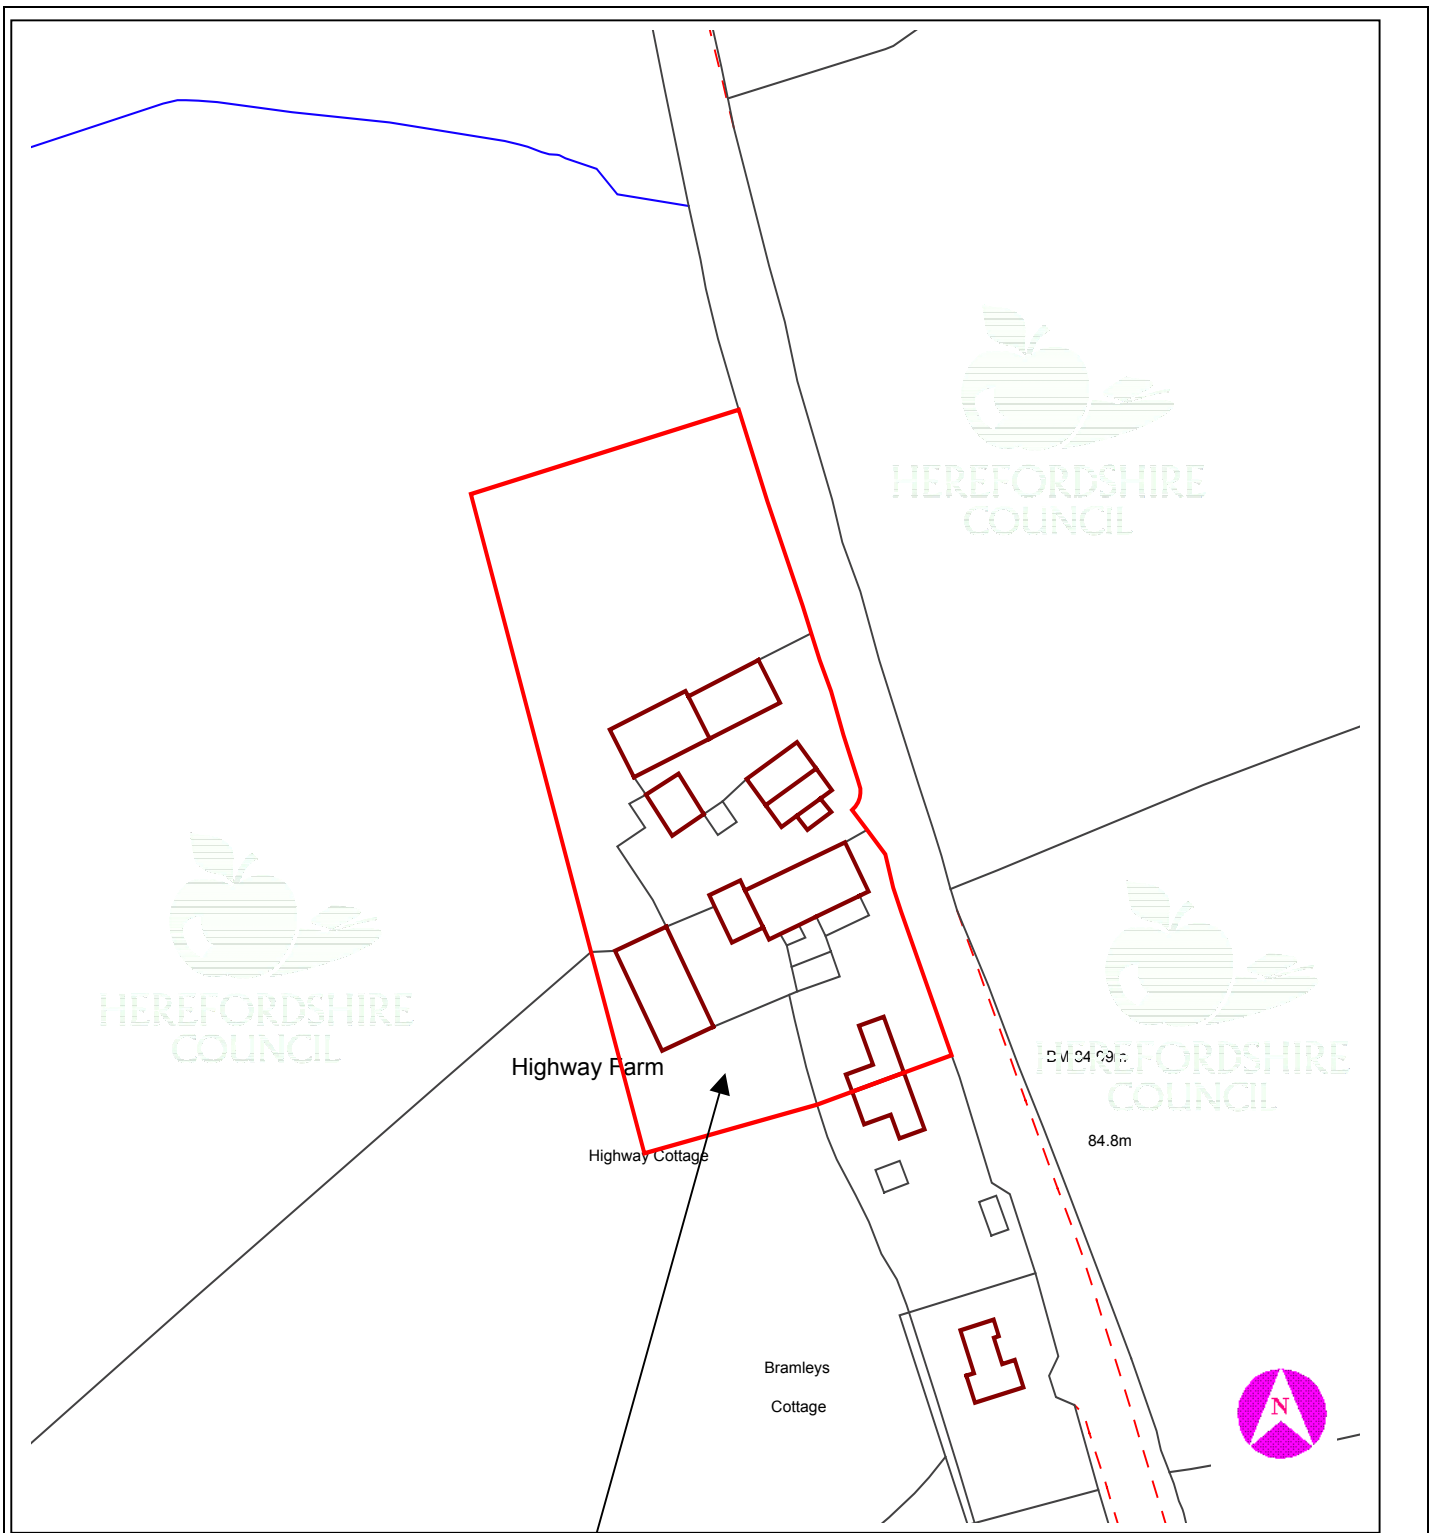 HEREFORDSHIRE
COUNCIL
HEREFORDSHIRE
COUNCIL
HEREFORDSHIRE
COUNCIL
Highway Farm
84.8m
Highway Cottage
Bramleys
Cottage
N